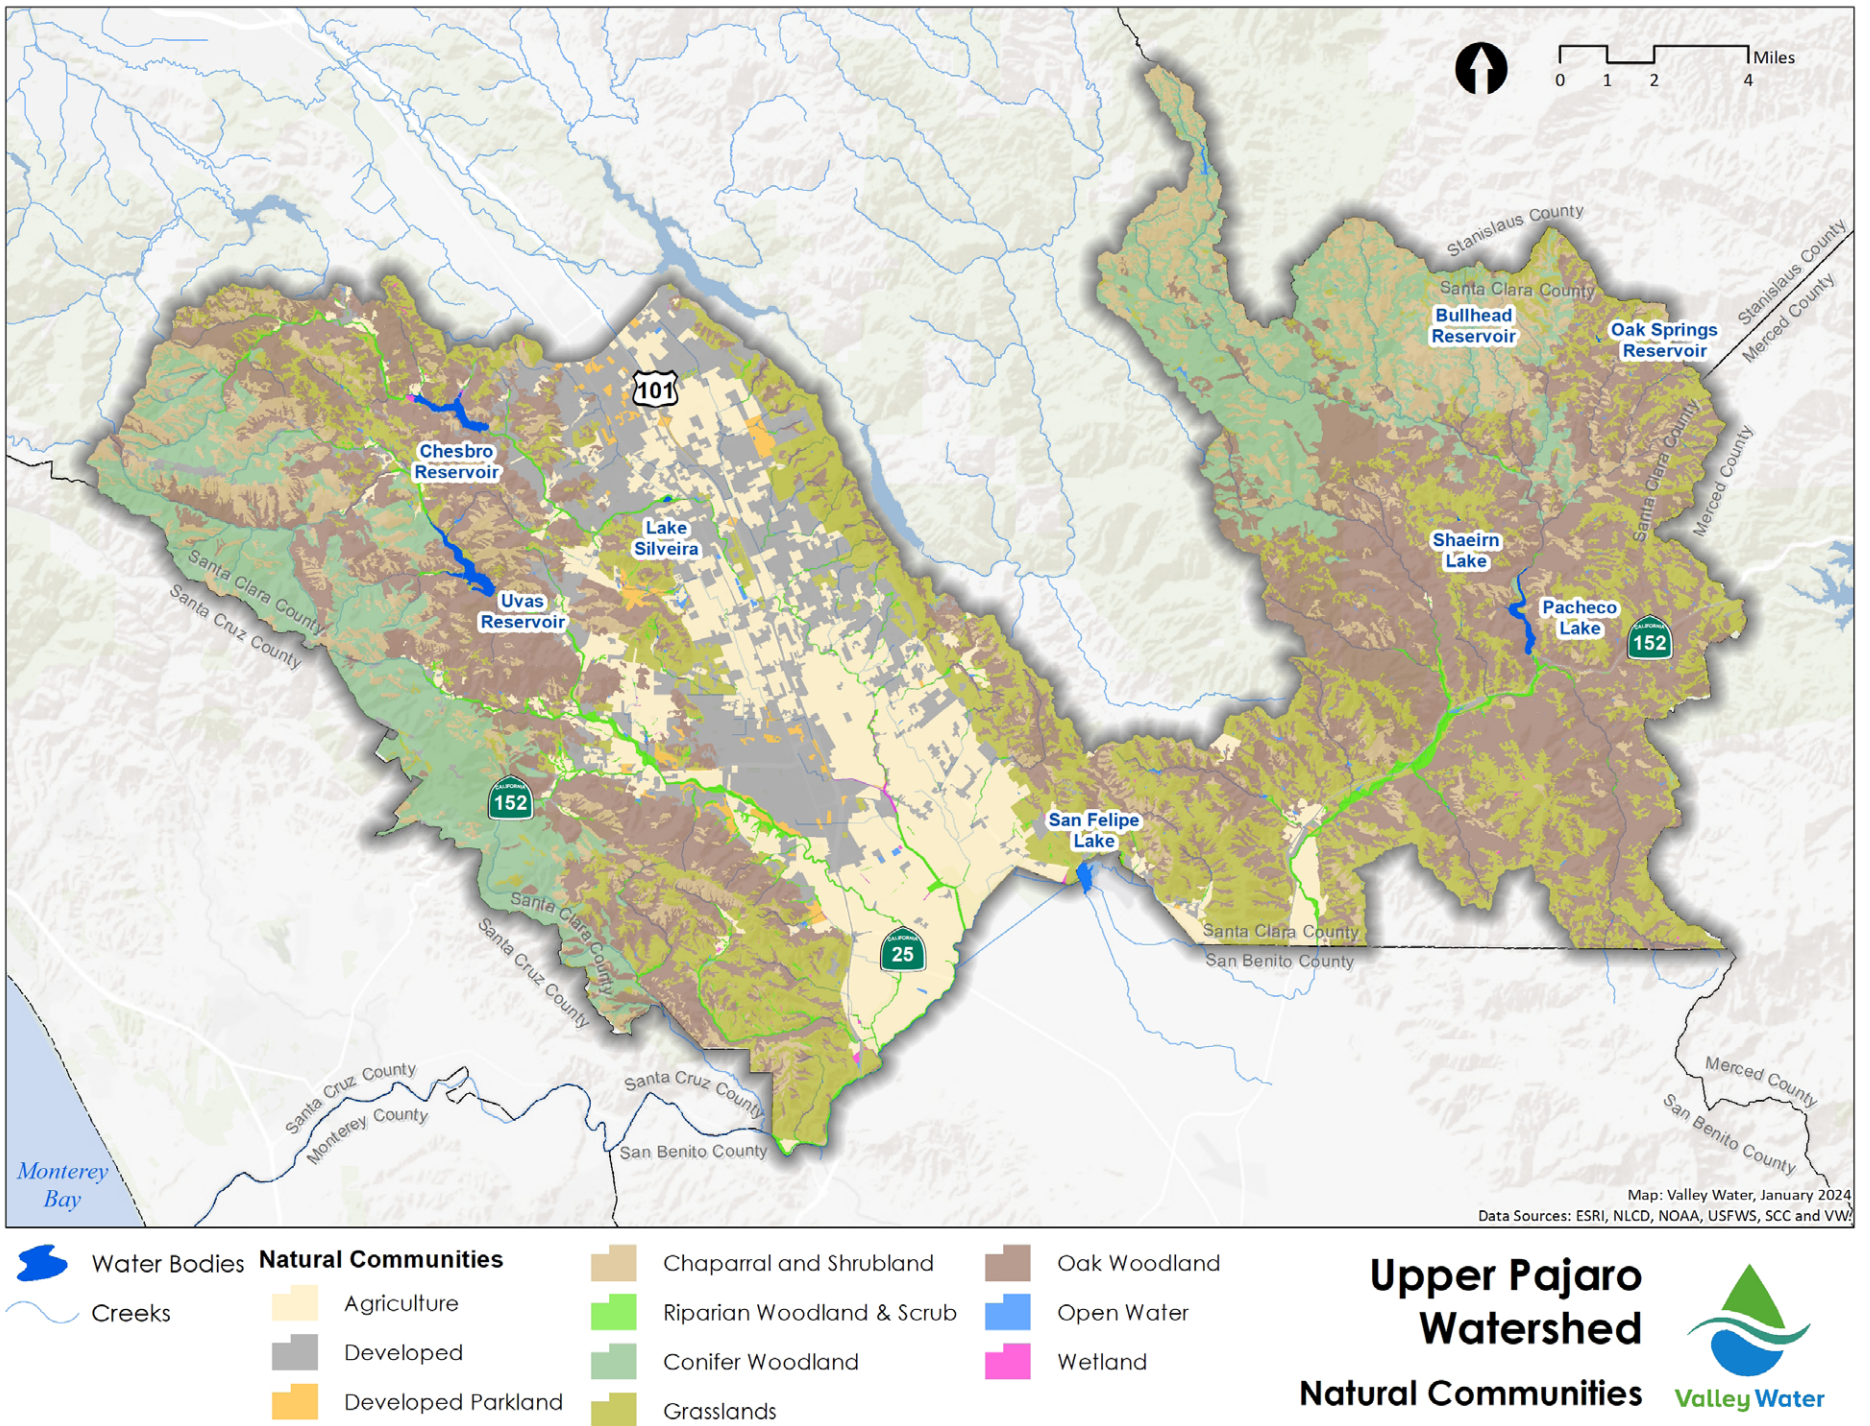 0 1 2 4 Miles
Stanislaus County
Santa Clara County
Stanislaus County
Merced County
Bullhead
Reservoir
Oak Springs
Reservoir
101
Chesbro
Reservoir
Santa Clara County
Merced County
Lake
Silveira
Shaeirn
Lake
Santa Clara County
Santa Cruz County
Uvas
Reservoir
Pacheco
Lake
CALIFORNIA
152
CALIFORNIA
152
San Felipe
Lake
Santa Clara County
Santa Cruz County
CALIFORNIA
25
Santa Clara County
San Benito County
Santa Cruz County
Monterey County
Santa Cruz County
San Benito County
Merced County
San Benito County
Monterey
Bay
Map: Valley Water, January 2024
Data Sources: ESRI, NLCD, NOAA, USFWS, SCC and VW.
Water Bodies
Creeks
Natural Communities
Agriculture
Developed
Developed Parkland
Chaparral and Shrubland
Riparian Woodland & Scrub
Conifer Woodland
Grasslands
Oak Woodland
Open Water
Wetland
Upper Pajaro
Watershed
Natural Communities
Valley Water